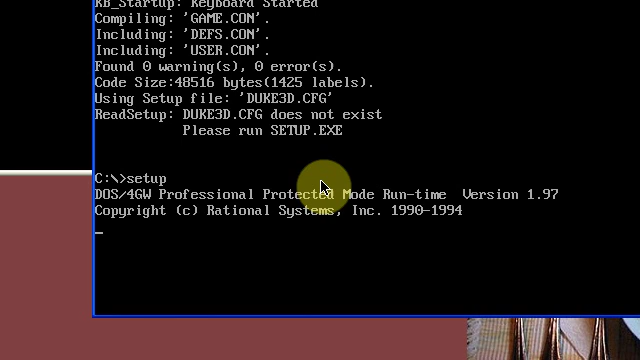 KB_Startup: Keyboard Started
Compiling: 'GAME.CON'.
Including: 'DEFS.CON'.
Including: 'USER.CON'.
Found 0 warning(s), 0 error(s).
Code Size:48516 bytes(1425 labels).
Using Setup file: 'DUKE3D.CFG'
ReadSetup: DUKE3D.CFG does not exist
Please run SETUP.EXE
C:\>setup
DOS/4GW Professional Protected Mode Run-time Version 1.97
Copyright (c) Rational Systems, Inc. 1990-1994